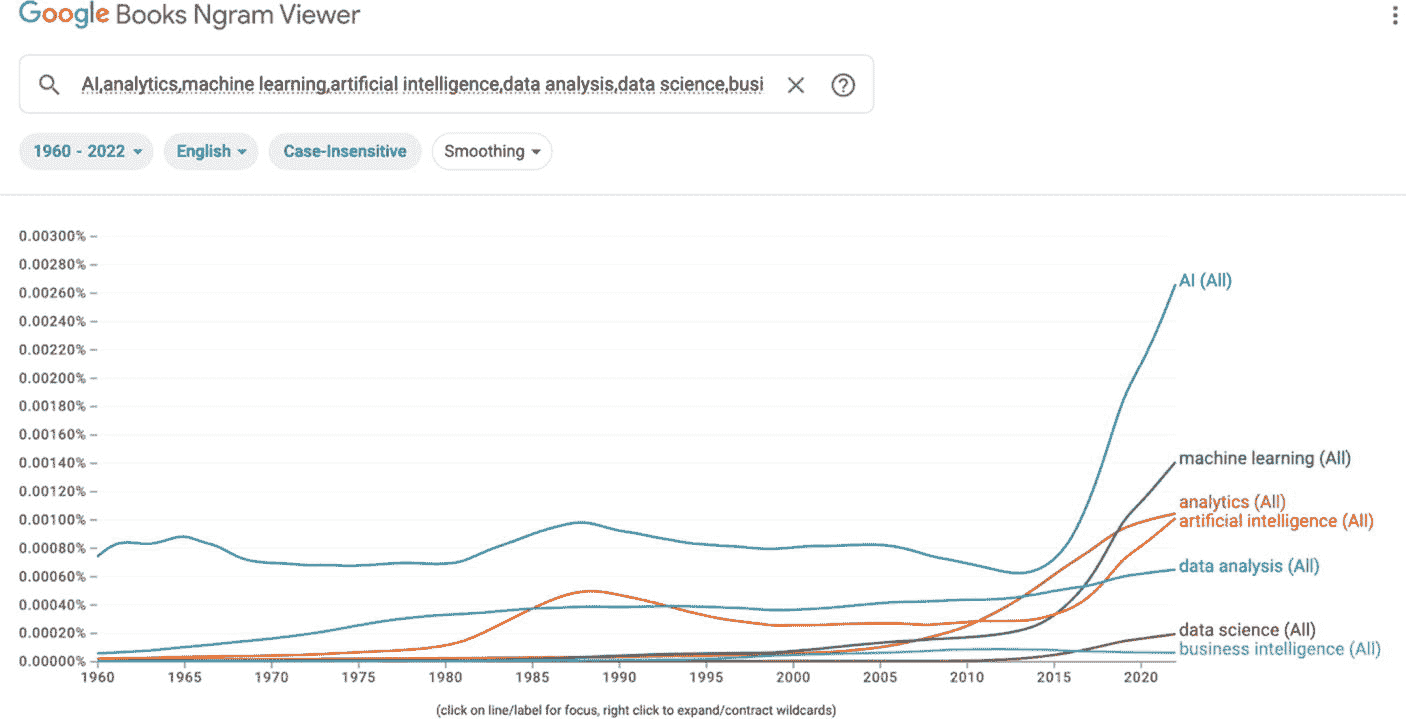 Google Books Ngram Viewer
AI,analytics,machine learning,artificial intelligence,data analysis,data science,busi
1960 - 2022 English Case-Insensitive Smoothing
0.00300%
0.00280%
0.00260%
0.00240%
0.00220%
0.00200%
0.00180%
0.00160%
0.00140%
0.00120%
0.00100%
0.00080%
0.00060%
0.00040%
0.00020%
0.00000%
AI (All)
machine learning (All)
analytics (All)
artificial intelligence (All)
data analysis (All)
data science (All)
business intelligence (All)
1960 1965 1970 1975 1980 1985 1990 1995 2000 2005 2010 2015 2020
(click on line/label for focus, right click to expand/contract wildcards)